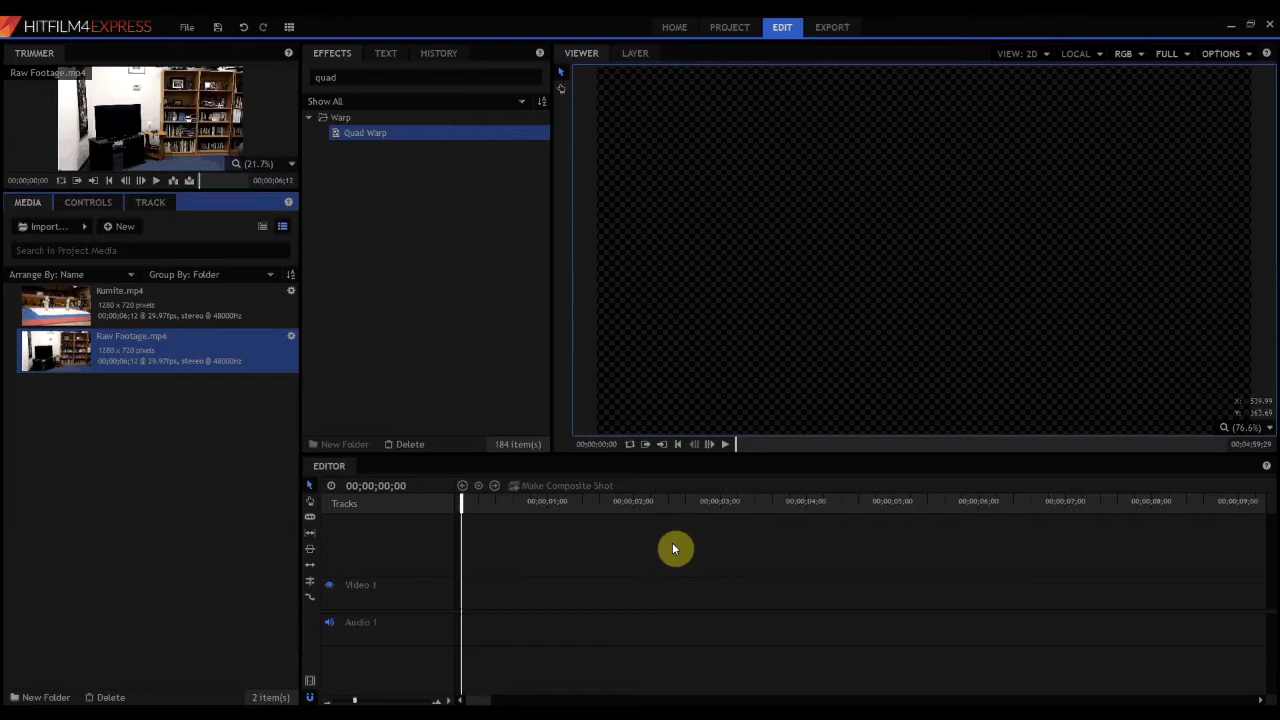 HITFILM4EXPRESS
File
HOME
PROJECT
EDIT
EXPORT
TRIMMER
Raw Footage.mp4
(21.7%)
00;00;00;00
00;00;06;12
MEDIA
CONTROLS
TRACK
Import...
New
Search in Project Media
Arrange By: Name
Group By: Folder
Kumite.mp4
1280 x 720 pixels
00;00;06;12 @ 29.97fps, stereo @ 48000Hz
Raw Footage.mp4
1280 x 720 pixels
00;00;06;12 @ 29.97fps, stereo @ 48000Hz
New Folder
Delete
2 item(s)
EFFECTS
TEXT
HISTORY
quad
Show All
Warp
Quad Warp
New Folder
Delete
184 item(s)
VIEWER
LAYER
VIEW: 2D
LOCAL
RGB
FULL
OPTIONS
X: -539.99
Y: -363.69
(76.6%)
00;00;00;00
00;04;59;29
EDITOR
00;00;00;00
Make Composite Shot
Tracks
00;00;01;00
00;00;02;00
00;00;03;00
00;00;04;00
00;00;05;00
00;00;06;00
00;00;07;00
00;00;08;00
00;00;09;00
Video 1
Audio 1